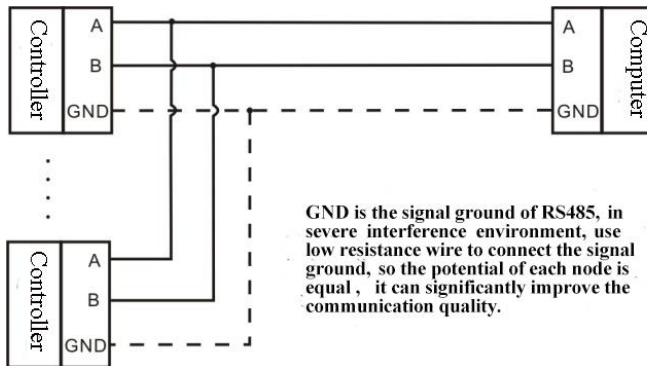 Controller
A
B
GND
A
B
GND
Computer
GND is the signal ground of RS485, in
severe interference environment, use
low resistance wire to connect the signal
ground, so the potential of each node is
equal , it can significantly improve the
communication quality.
Controller
A
B
GND